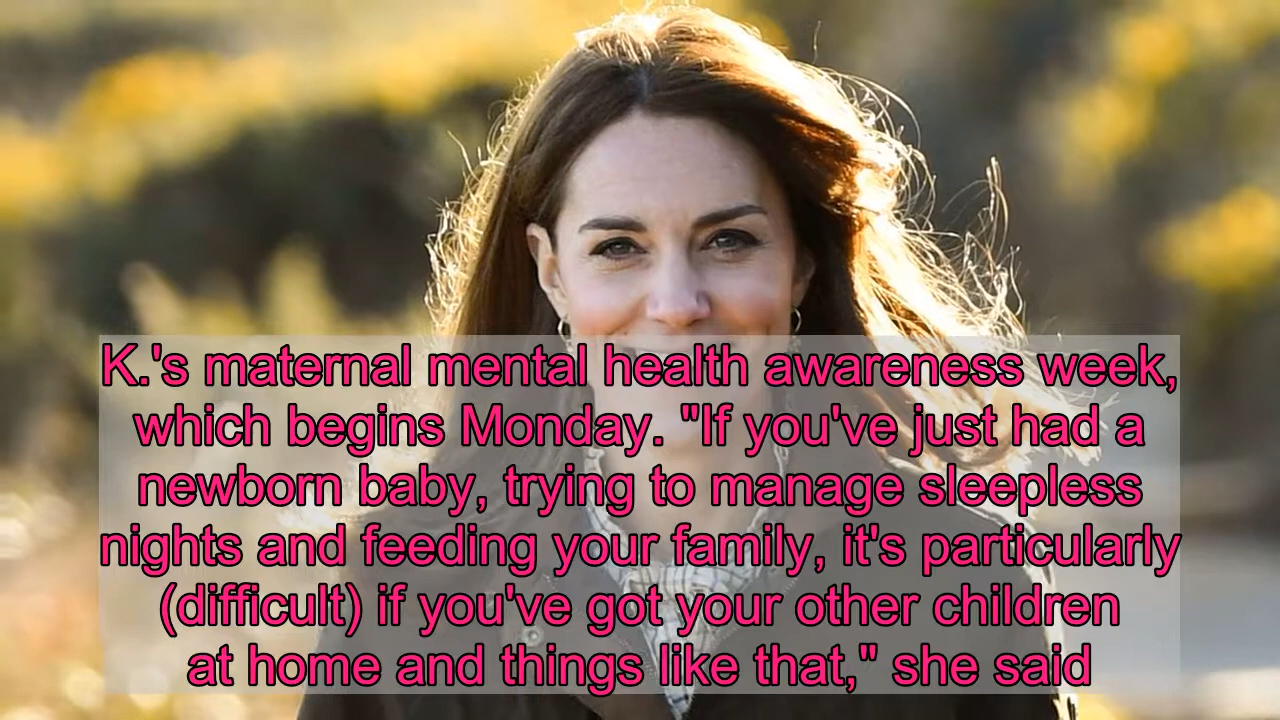 K.'s maternal mental health awareness week,
which begins Monday. "If you've just had a
newborn baby, trying to manage sleepless
nights and feeding your family, it's particularly
(difficult) if you've got your other children
at home and things like that," she said